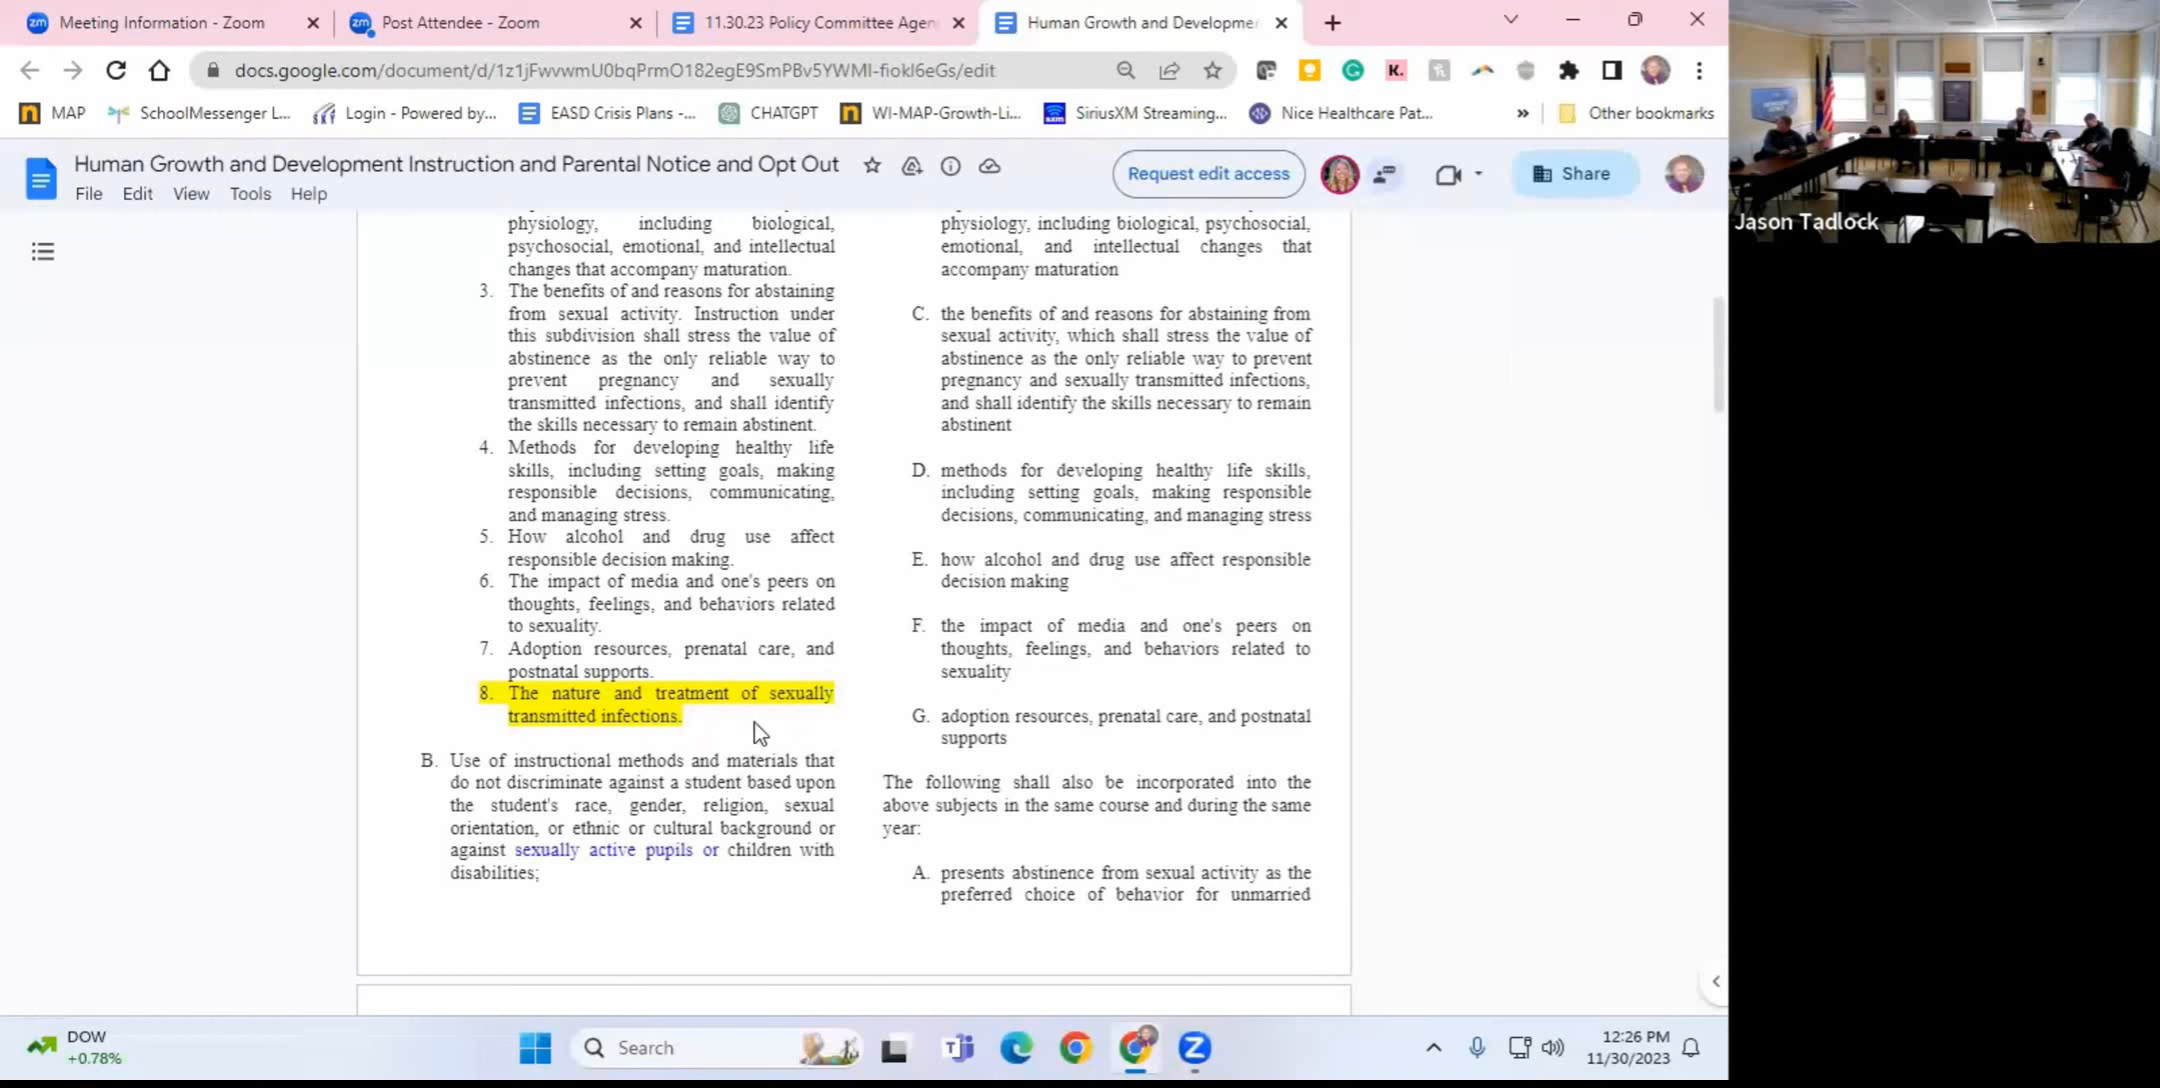 Meeting Information - Zoom
Post Attendee - Zoom
11.30.23 Policy Committee Agen
Human Growth and Developme
docs.google.com/document/d/1z1jFwvwmU0bqPrmO182egE9SmPBv5YWMI-fiokI6eGs/edit
MAP
SchoolMessenger L...
Login - Powered by...
EASD Crisis Plans -...
CHATGPT
WI-MAP-Growth-Li...
SiriusXM Streaming...
Nice Healthcare Pat...
»
Other bookmarks
Human Growth and Development Instruction and Parental Notice and Opt Out
File Edit View Tools Help
Request edit access
Share
physiology, including biological,
psychosocial, emotional, and intellectual
changes that accompany maturation.
3. The benefits of and reasons for abstaining
from sexual activity. Instruction under
this subdivision shall stress the value of
abstinence as the only reliable way to
prevent pregnancy and sexually
transmitted infections, and shall identify
the skills necessary to remain abstinent.
4. Methods for developing healthy life
skills, including setting goals, making
responsible decisions, communicating,
and managing stress.
5. How alcohol and drug use affect
responsible decision making.
6. The impact of media and one's peers on
thoughts, feelings, and behaviors related
to sexuality.
7. Adoption resources, prenatal care, and
postnatal supports.
8. The nature and treatment of sexually
transmitted infections.
B. Use of instructional methods and materials that
do not discriminate against a student based upon
the student's race, gender, religion, sexual
orientation, or ethnic or cultural background or
against sexually active pupils or children with
disabilities;
physiology, including biological, psychosocial,
emotional, and intellectual changes that
accompany maturation
C. the benefits of and reasons for abstaining from
sexual activity, which shall stress the value of
abstinence as the only reliable way to prevent
pregnancy and sexually transmitted infections,
and shall identify the skills necessary to remain
abstinent
D. methods for developing healthy life skills,
including setting goals, making responsible
decisions, communicating, and managing stress
E. how alcohol and drug use affect responsible
decision making
F. the impact of media and one's peers on
thoughts, feelings, and behaviors related to
sexuality
G. adoption resources, prenatal care, and postnatal
supports
The following shall also be incorporated into the
above subjects in the same course and during the same
year:
A. presents abstinence from sexual activity as the
preferred choice of behavior for unmarried
Jason Tadlock
DOW
+0.78%
Search
12:26 PM
11/30/2023